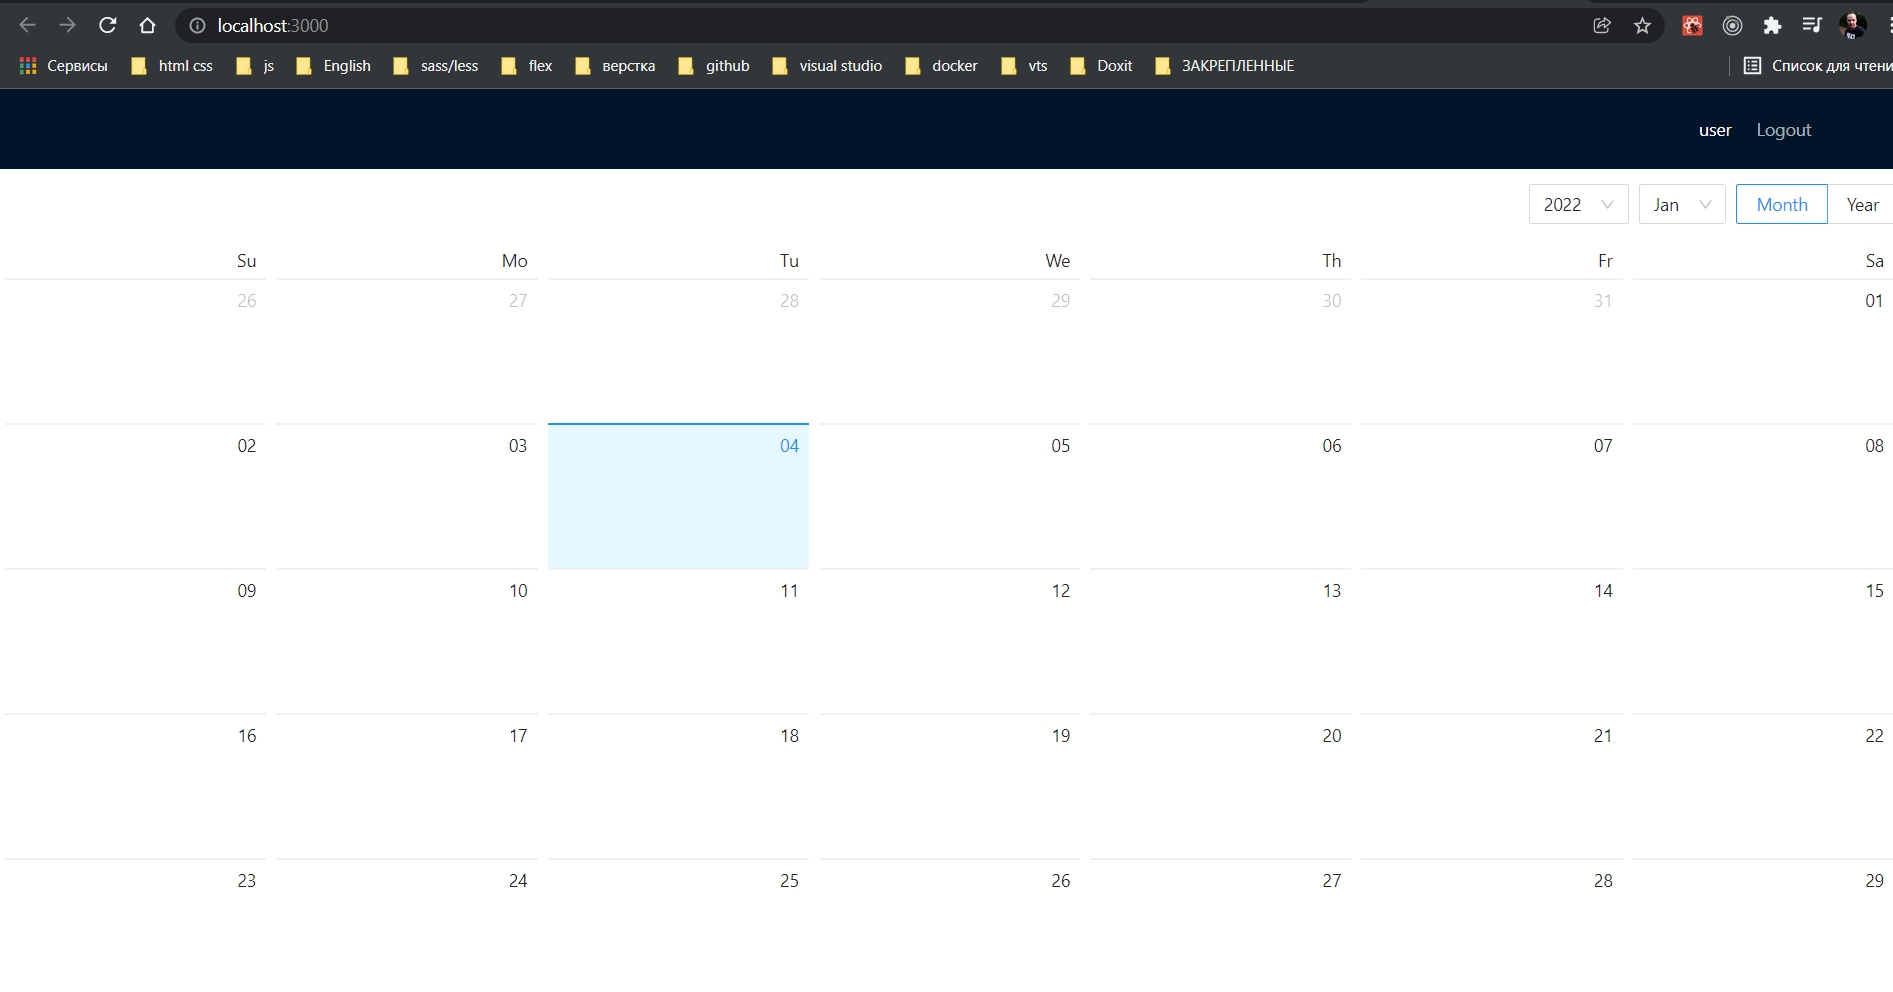 localhost:3000
Сервисы html css js English sass/less flex верстка github visual studio docker vts Doxit ЗАКРЕПЛЕННЫЕ Список для чтени
user Logout
2022 Jan Month Year
Su Mo Tu We Th Fr Sa
26 27 28 29 30 31 01
02 03 04 05 06 07 08
09 10 11 12 13 14 15
16 17 18 19 20 21 22
23 24 25 26 27 28 29